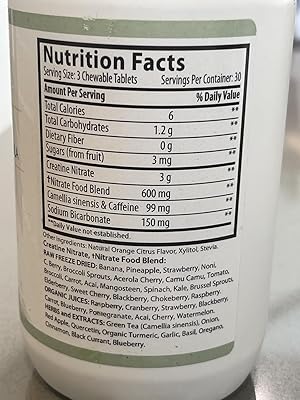 Nutrition Facts
Serving Size: 3 Chewable Tablets Servings Per Container: 30
Amount Per Serving % Daily Value
Total Calories 6 **
Total Carbohydrates 1.2 g **
Dietary Fiber 0 g **
Sugars (from fruit) 3 mg **
Creatine Nitrate 3 g **
†Nitrate Food Blend 600 mg **
Camellia sinensis & Caffeine 99 mg **
Sodium Bicarbonate 150 mg **
**Daily Value not established.
Other Ingredients: Natural Orange Citrus Flavor, Xylitol, Stevia.
Creatine Nitrate, †Nitrate Food Blend:
RAW FREEZE DRIED: Banana, Pineapple, Strawberry, Noni,
C Berry, Broccoli Sprouts, Acerola Cherry, Camu Camu, Tomato,
Broccoli, Carrot, Acai, Mangosteen, Spinach, Kale, Brussel Sprouts,
Elderberry, Sweet Cherry, Blackberry, Chokeberry, Raspberry.
ORGANIC JUICES: Raspberry, Cranberry, Strawberry, Blackberry,
Carrot, Blueberry, Pomegranate, Acai, Cherry, Watermelon.
HERBS and EXTRACTS: Green Tea (Camellia sinensis), Onion,
Red Apple, Quercetin, Organic Turmeric, Garlic, Basil, Oregano,
Cinnamon, Black Currant, Blueberry.